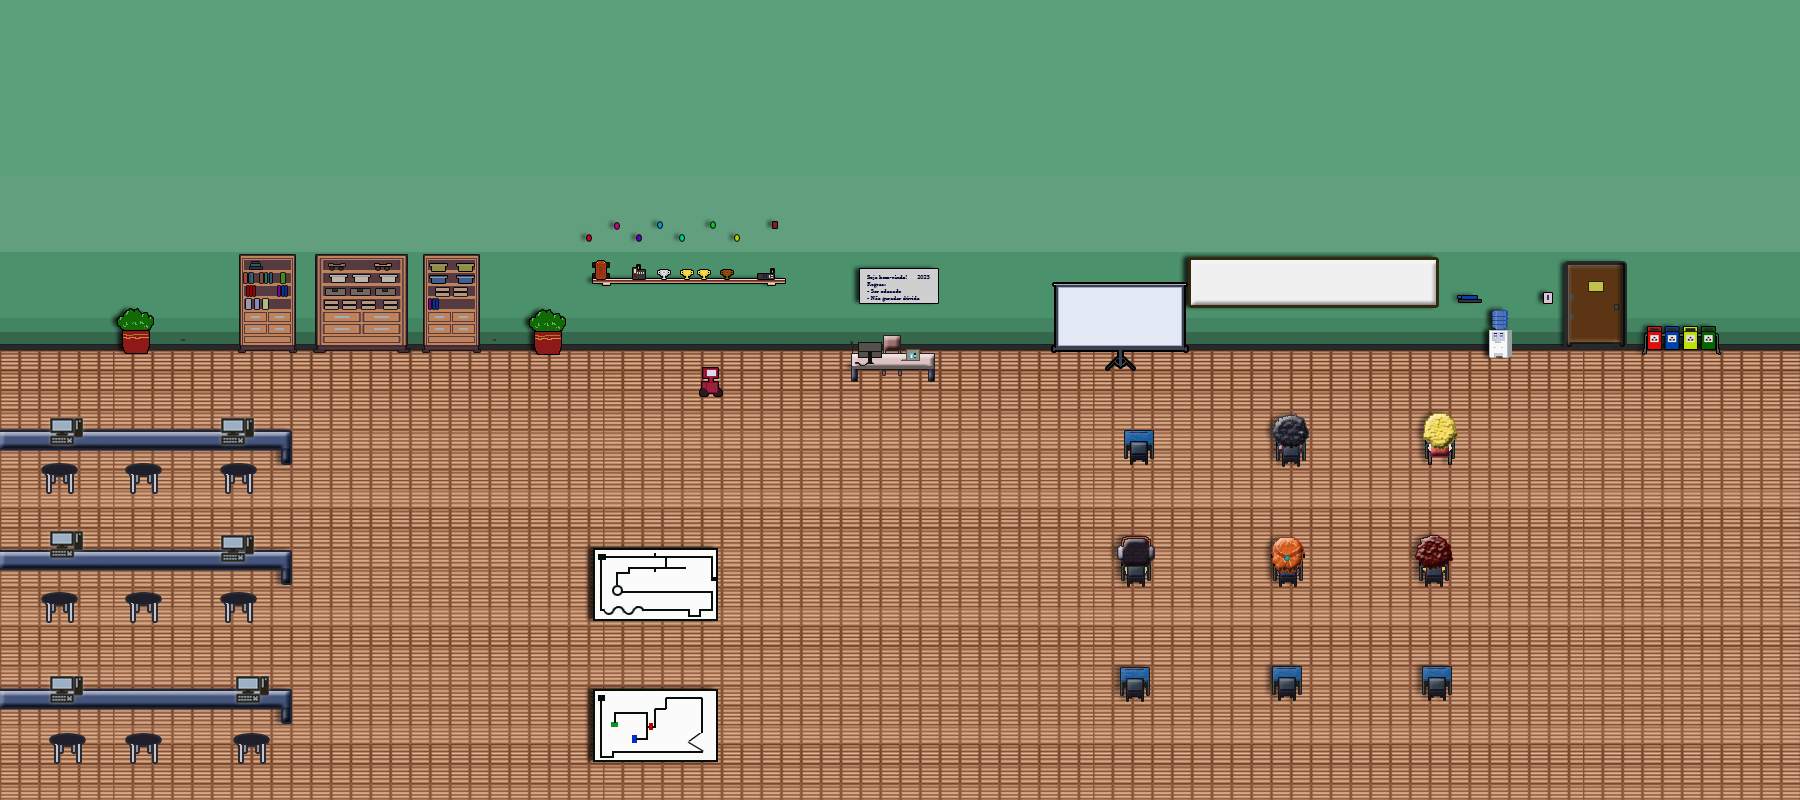 Seja bem-vindo! 2025
Regras:
- Ser educado
- Não guardar dúvida